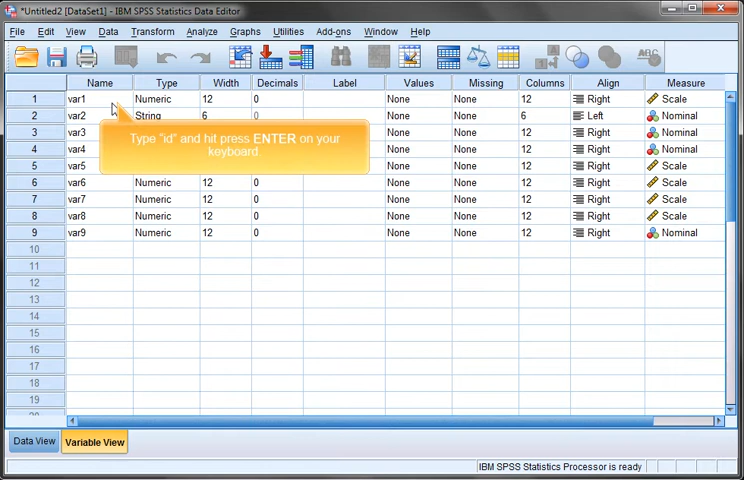 *Untitled2 [DataSet1] - IBM SPSS Statistics Data Editor
File Edit View Data Transform Analyze Graphs Utilities Add-ons Window Help
Name Type Width Decimals Label Values Missing Columns Align Measure
1 var1 Numeric 12 0 None None 12 Right Scale
2 var2 String 6 0 None None 6 Left Nominal
3 var3 None None 12 Right Nominal
Type "id" and hit press ENTER on your
keyboard.
4 var4 None None 12 Right Nominal
5 var5 None None 12 Right Scale
6 var6 Numeric 12 0 None None 12 Right Scale
7 var7 Numeric 12 0 None None 12 Right Scale
8 var8 Numeric 12 0 None None 12 Right Scale
9 var9 Numeric 12 0 None None 12 Right Nominal
10
11
12
13
14
15
16
17
18
19
Data View Variable View
IBM SPSS Statistics Processor is ready